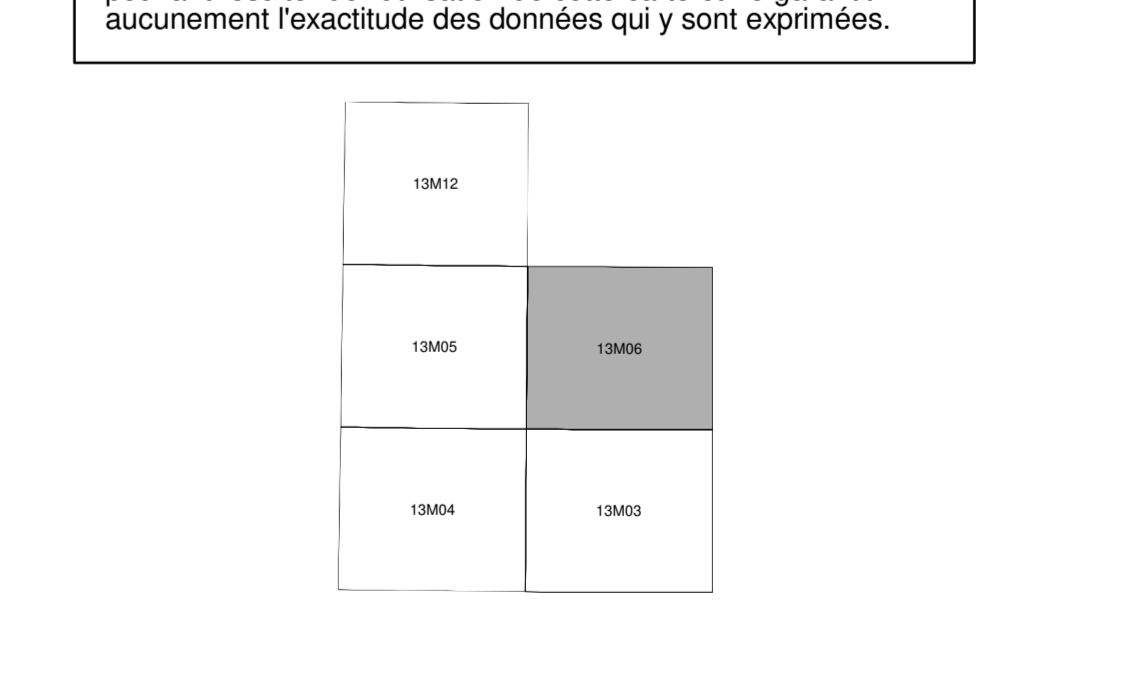 aucunement l'exactitude des données qui y sont exprimées.
13M12
13M05
13M06
13M04
13M03